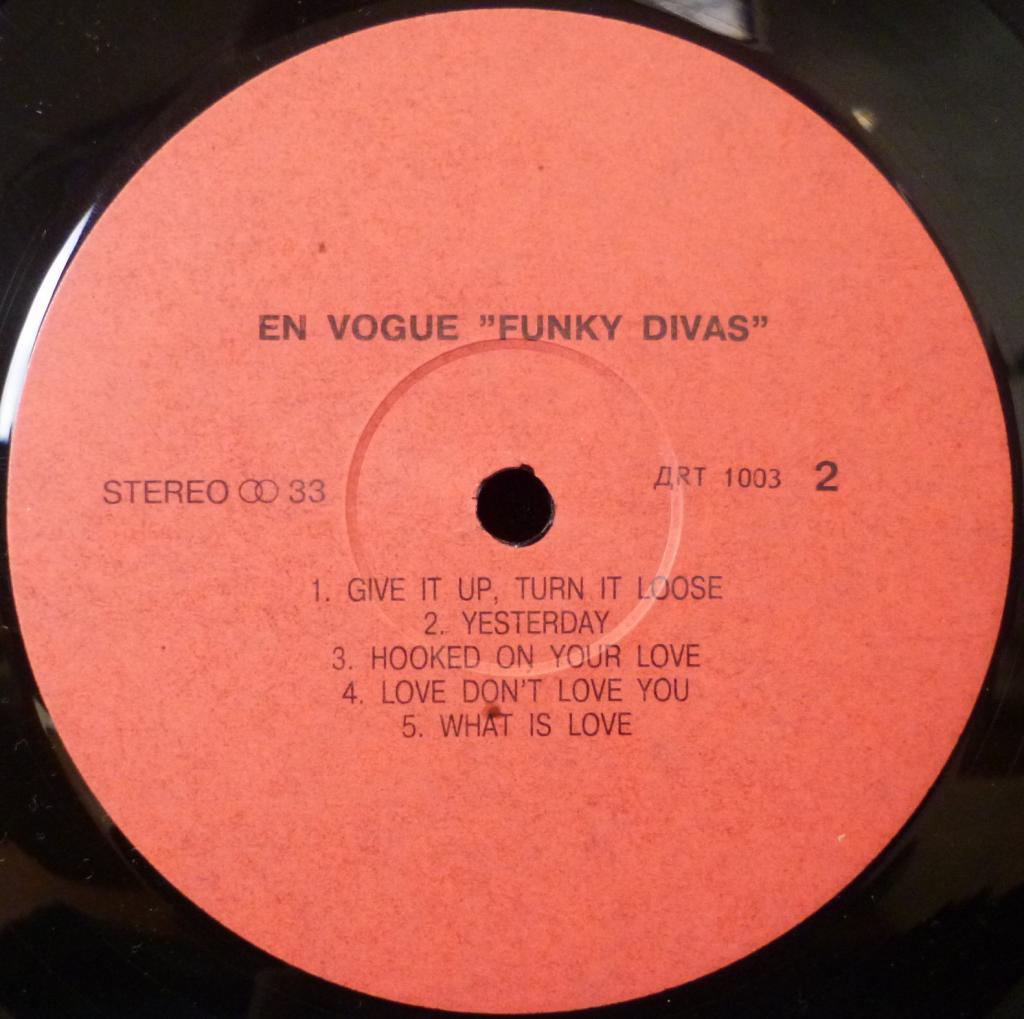 EN VOGUE ”FUNKY DIVAS”
STEREO ꝏ 33
ДRT 1003 2
1. GIVE IT UP, TURN IT LOOSE
2. YESTERDAY
3. HOOKED ON YOUR LOVE
4. LOVE DON'T LOVE YOU
5. WHAT IS LOVE